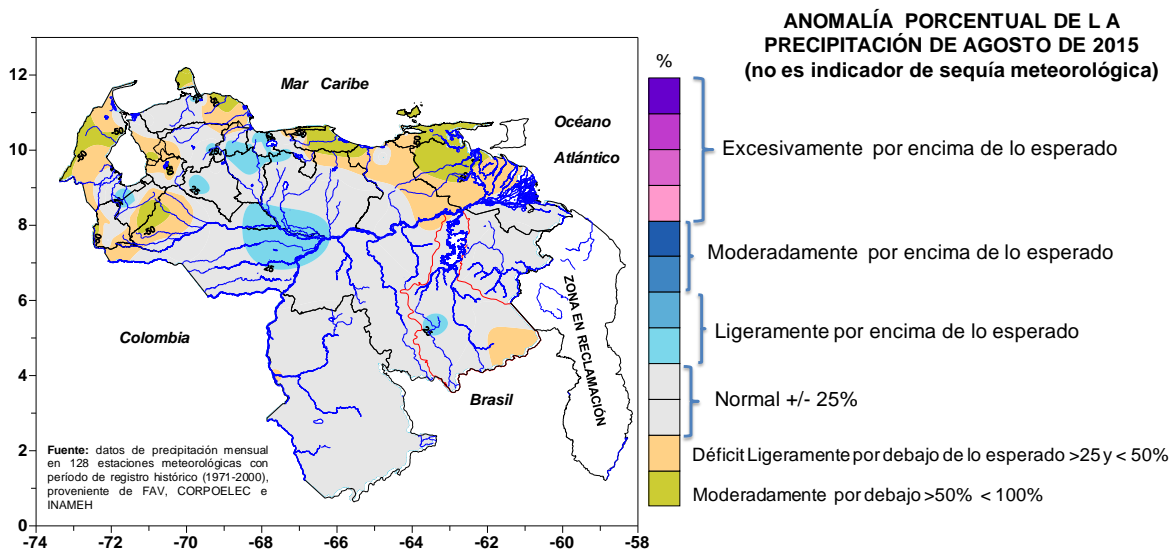 ANOMALÍA PORCENTUAL DE L A
PRECIPITACIÓN DE AGOSTO DE 2015
(no es indicador de sequía meteorológica)
%
Excesivamente por encima de lo esperado
Moderadamente por encima de lo esperado
Ligeramente por encima de lo esperado
Normal +/- 25%
Déficit Ligeramente por debajo de lo esperado >25 y < 50%
Moderadamente por debajo >50% < 100%
Mar Caribe
Océano
Atlántico
Colombia
Brasil
ZONA EN RECLAMACIÓN
Fuente: datos de precipitación mensual
en 128 estaciones meteorológicas con
período de registro histórico (1971-2000),
proveniente de FAV, CORPOELEC e
INAMEH
12
10
8
6
4
2
0
-74 -72 -70 -68 -66 -64 -62 -60 -58